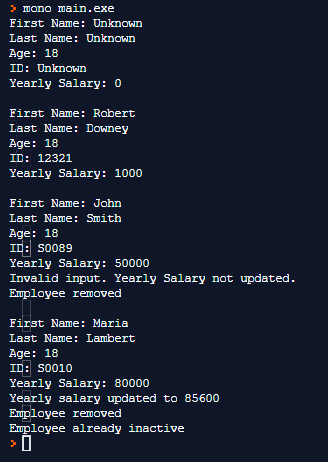 > mono main.exe
First Name: Unknown
Last Name: Unknown
Age: 18
ID: Unknown
Yearly Salary: 0
First Name: Robert
Last Name: Downey
Age: 18
ID: 12321
Yearly Salary: 1000
First Name: John
Last Name: Smith
Age: 18
ID: S0089
Yearly Salary: 50000
Invalid input. Yearly Salary not updated.
Employee removed
First Name: Maria
Last Name: Lambert
Age: 18
ID: S0010
Yearly Salary: 80000
Yearly salary updated to 85600
Employee removed
Employee already inactive
>